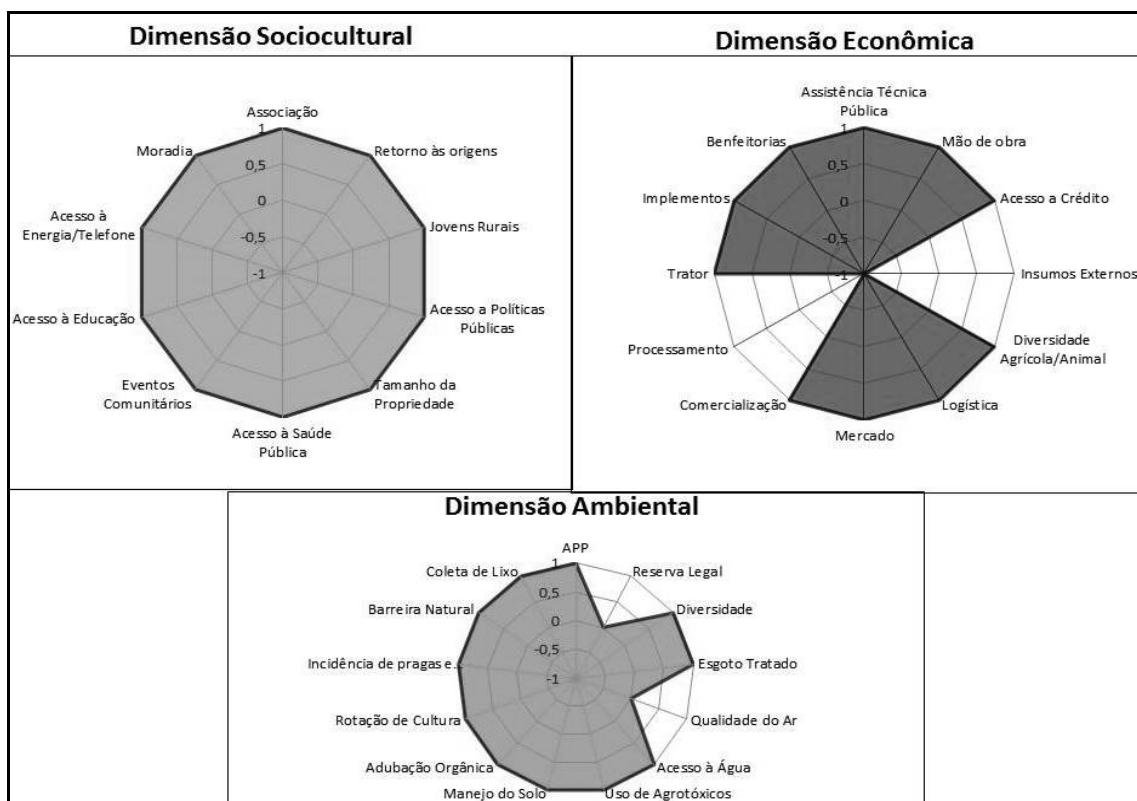 Dimensão Sociocultural
Associação
1
0,5
0
-0,5
-1
Retorno às origens
Jovens Rurais
Acesso a Políticas
Públicas
Tamanho da
Propriedade
Acesso à Saúde
Pública
Eventos
Comunitários
Acesso à Educação
Acesso à
Energia/Telefone
Moradia
Dimensão Econômica
Assistência Técnica
Pública
1
0,5
0
-0,5
-1
Mão de obra
Acesso a Crédito
Insumos Externos
Diversidade
Agrícola/Animal
Logística
Mercado
Comercialização
Processamento
Trator
Implementos
Benfeitorias
Dimensão Ambiental
APP
1
0,5
0
-0,5
-1
Reserva Legal
Diversidade
Esgoto Tratado
Qualidade do Ar
Acesso à Água
Uso de Agrotóxicos
Manejo do Solo
Adubação Orgânica
Rotação de Cultura
Incidência de pragas e...
Barreira Natural
Coleta de Lixo